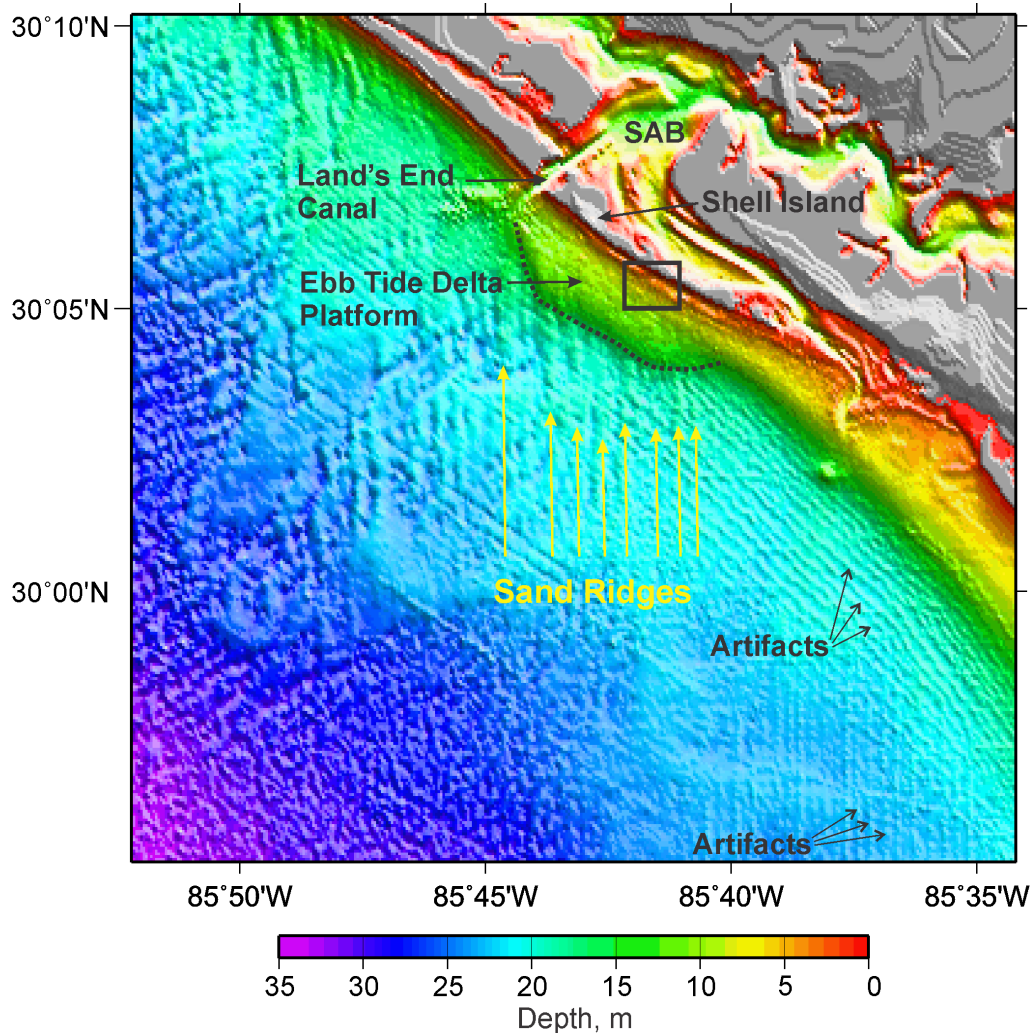 30°10'N
SAB
Land's End
Canal
Shell Island
Ebb Tide Delta
Platform
30°05'N
30°00'N
Sand Ridges
Artifacts
Artifacts
85°50'W 85°45'W 85°40'W 85°35'W
35 30 25 20 15 10 5 0
Depth, m